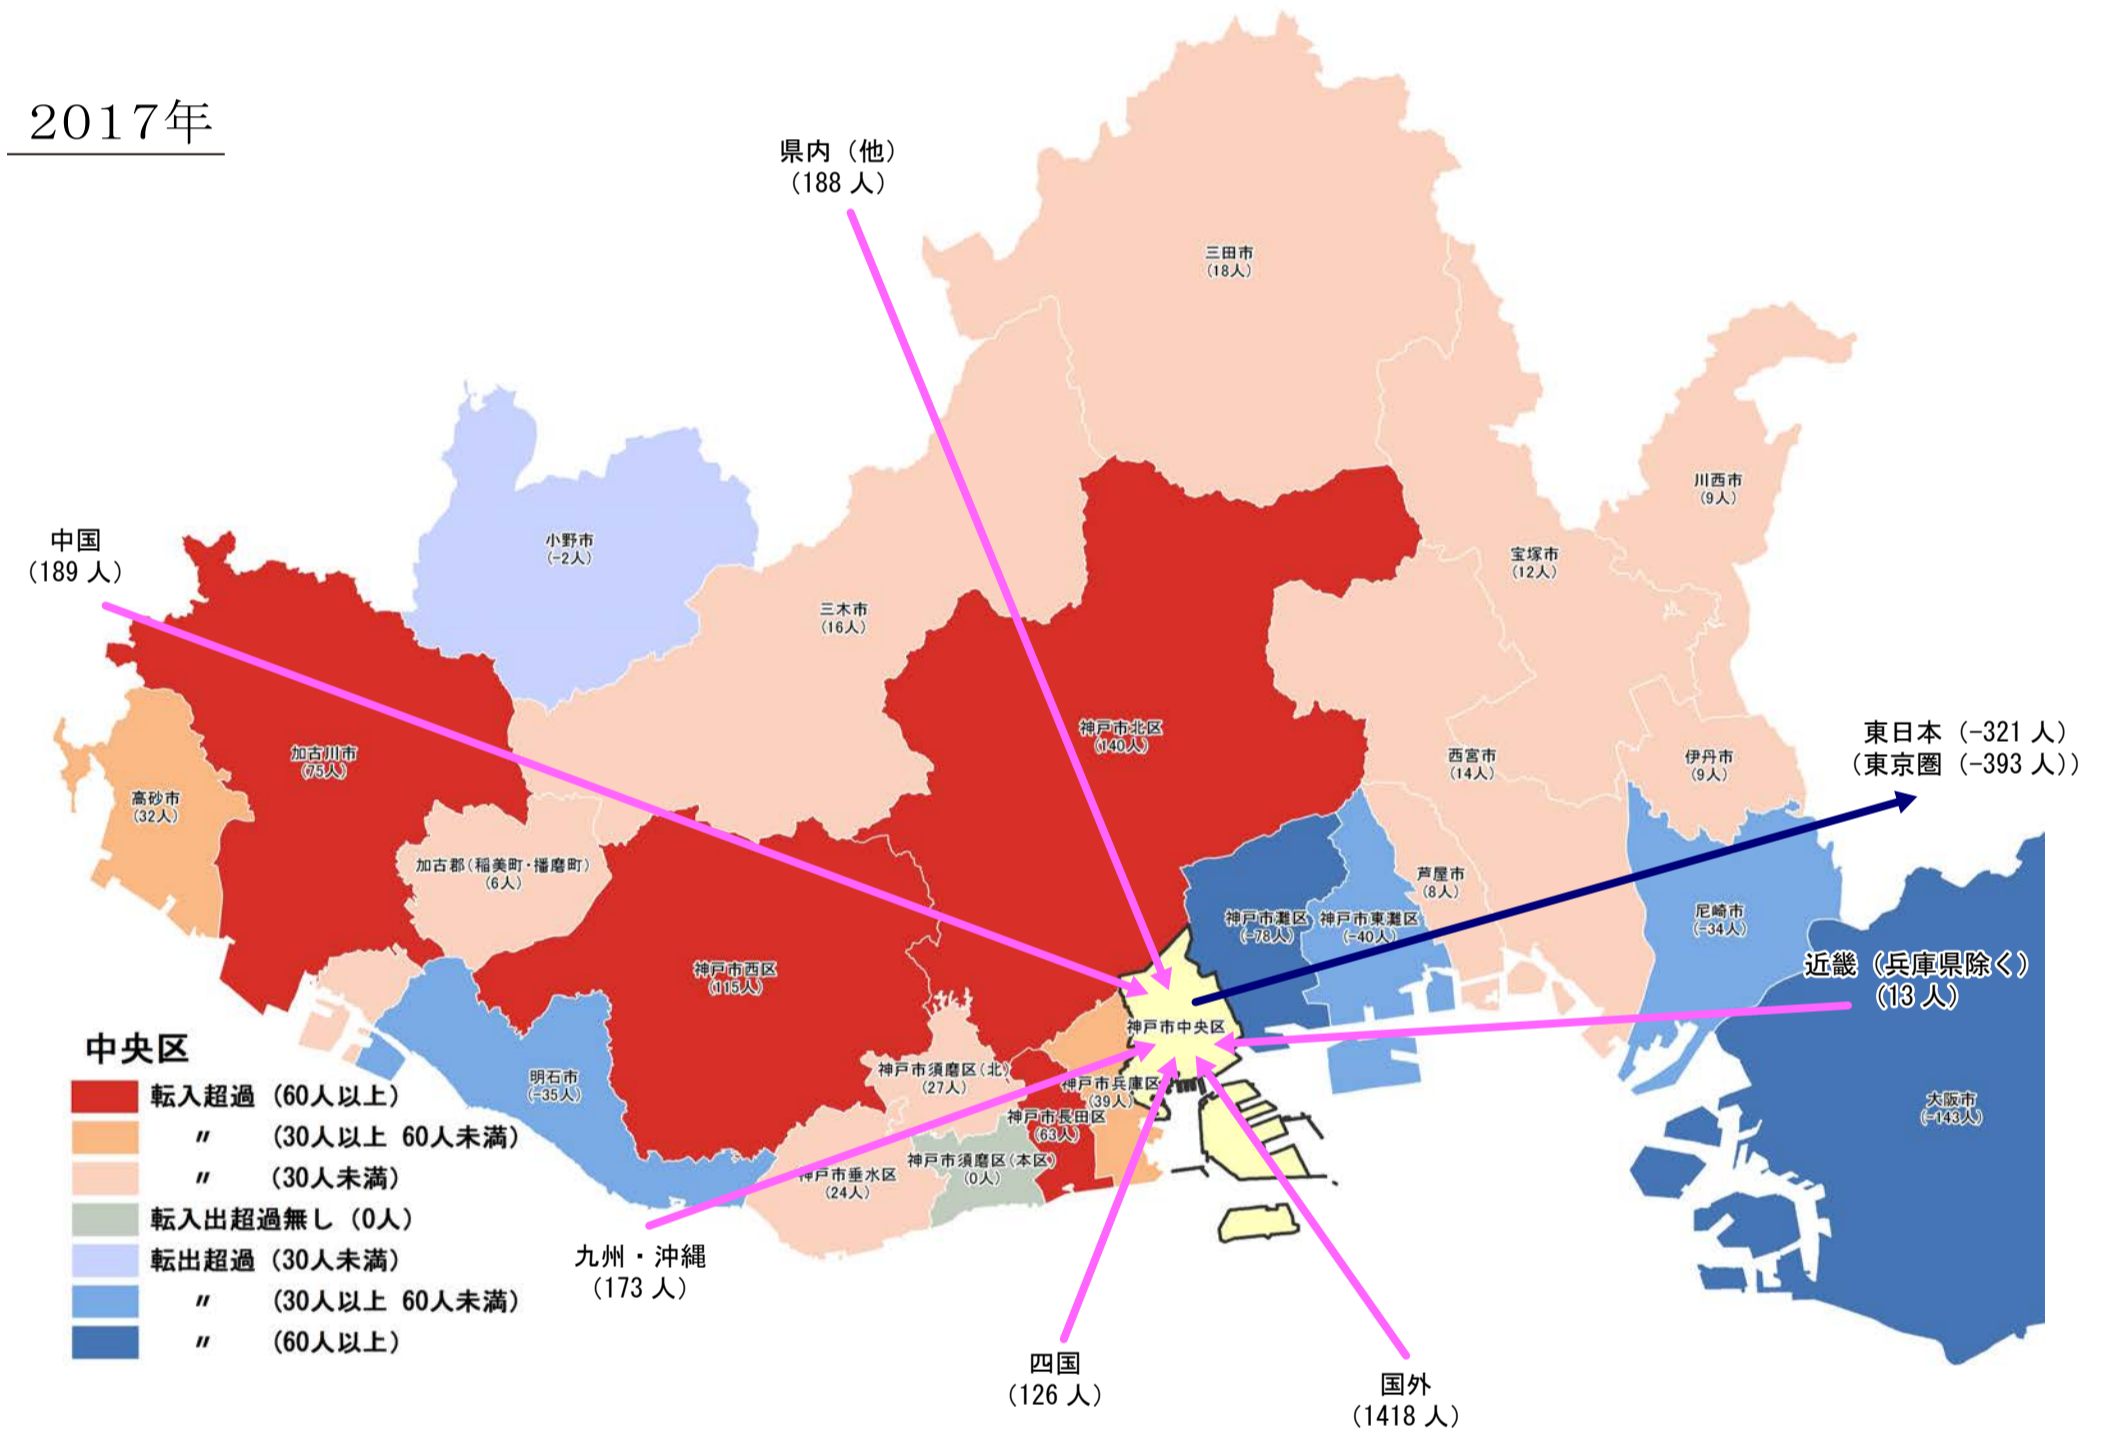 2017年
県内（他）
（188 人）
三田市
(18人)
川西市
(9人)
中国
（189 人）
小野市
(-2人)
宝塚市
(12人)
三木市
(16人)
神戸市北区
(140人)
西宮市
(14人)
伊丹市
(9人)
東日本（-321 人）
（東京圏（-393 人））
加古川市
(75人)
高砂市
(32人)
加古郡(稲美町・播磨町)
(6人)
芦屋市
(8人)
神戸市灘区
(-78人)
神戸市東灘区
(-40人)
尼崎市
(-34人)
近畿（兵庫県除く）
（13 人）
神戸市西区
(115人)
神戸市中央区
明石市
(-35人)
神戸市須磨区(北)
(27人)
神戸市兵庫区
(39人)
神戸市長田区
(63人)
大阪市
(-143人)
神戸市垂水区
(24人)
神戸市須磨区(本区)
(0人)
中央区
転入超過（60人以上）
〃 （30人以上 60人未満）
〃 （30人未満）
転入出超過無し（0人）
転出超過（30人未満）
〃 （30人以上 60人未満）
〃 （60人以上）
九州・沖縄
（173 人）
四国
（126 人）
国外
（1418 人）